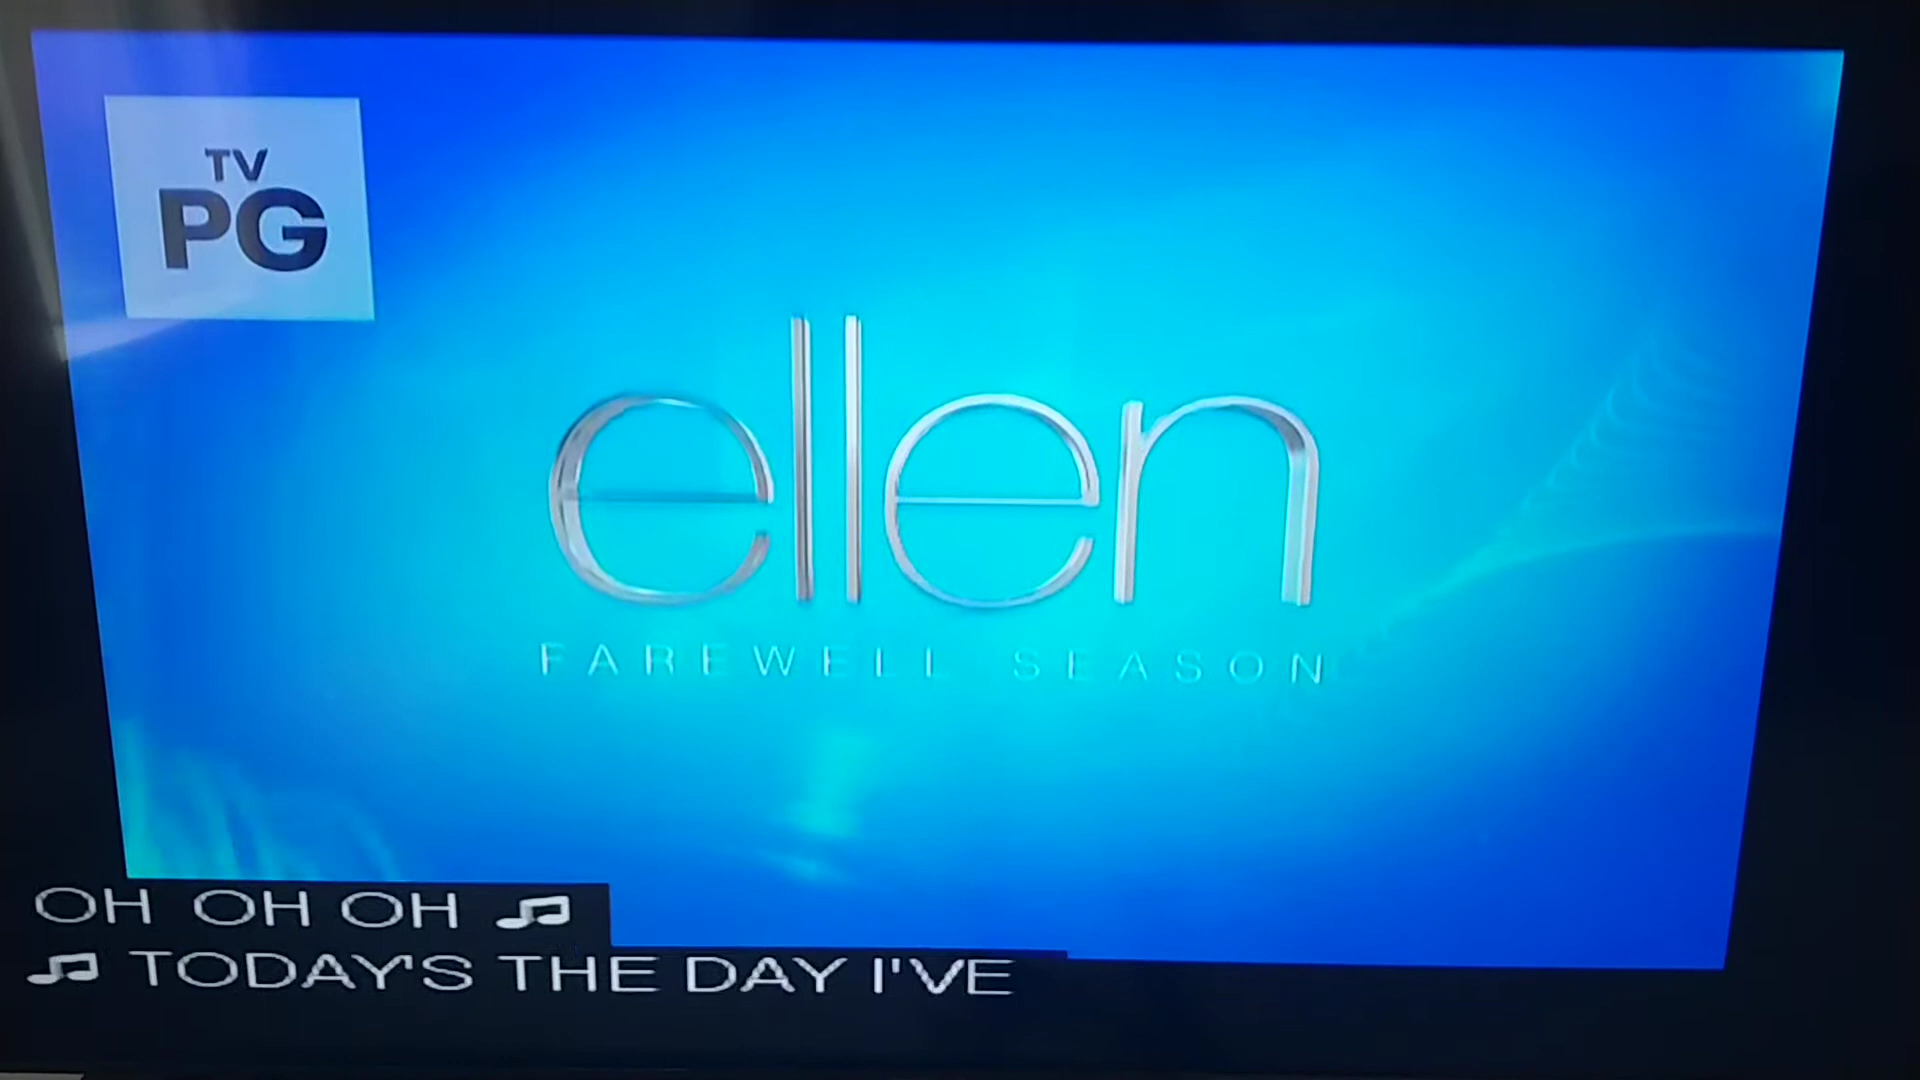 TV
PG
ellen
FAREWELL SEASON
OH OH OH ♫
♫ TODAY'S THE DAY I'VE